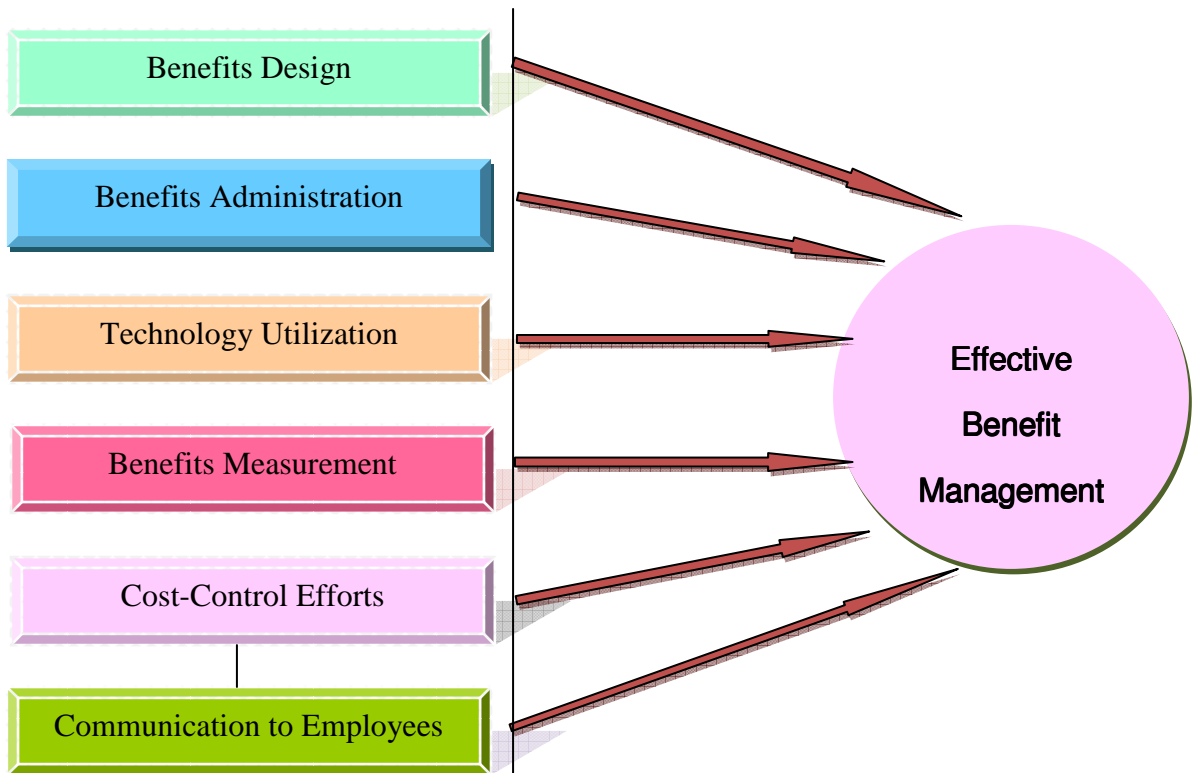 Benefits Design
Benefits Administration
Technology Utilization
Benefits Measurement
Cost-Control Efforts
Communication to Employees
Effective
Benefit
Management